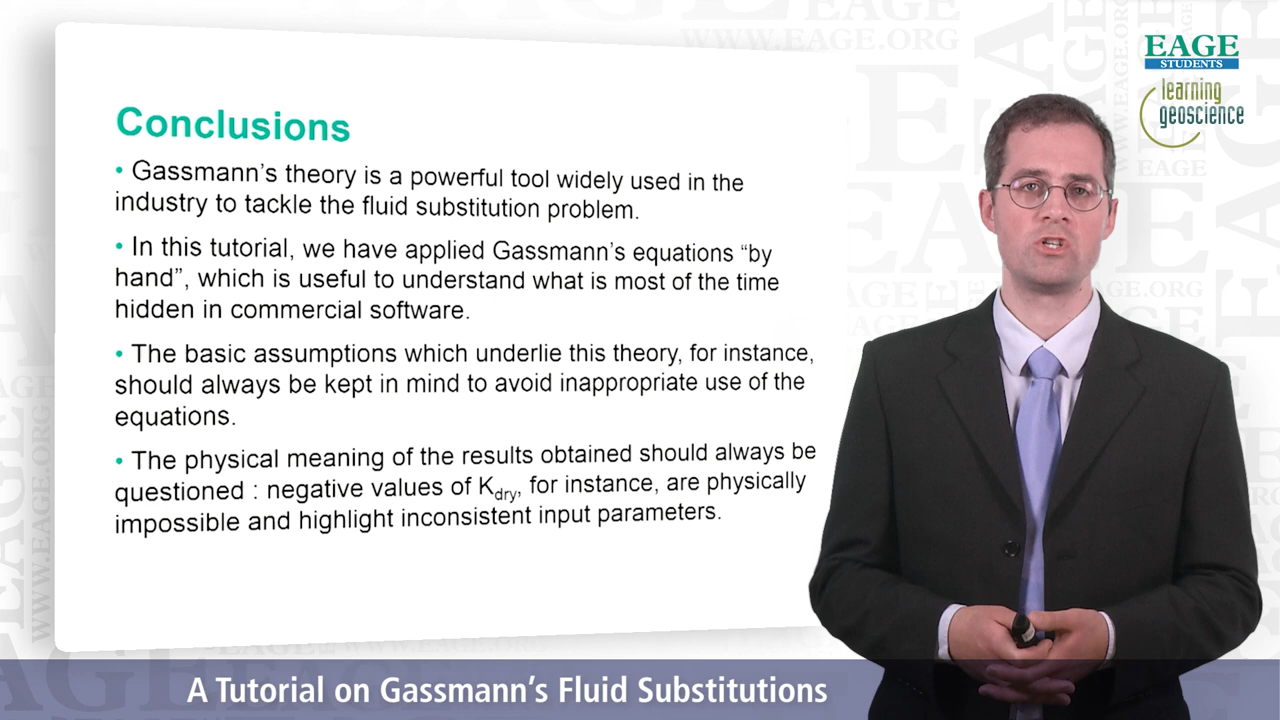 WWW.EAGE.ORG
EAGE
STUDENTS
learning
geoscience
Conclusions
• Gassmann's theory is a powerful tool widely used in the
industry to tackle the fluid substitution problem.
• In this tutorial, we have applied Gassmann's equations “by
hand”, which is useful to understand what is most of the time
hidden in commercial software.
• The basic assumptions which underlie this theory, for instance,
should always be kept in mind to avoid inappropriate use of the
equations.
• The physical meaning of the results obtained should always be
questioned : negative values of Kdry, for instance, are physically
impossible and highlight inconsistent input parameters.
A Tutorial on Gassmann's Fluid Substitutions